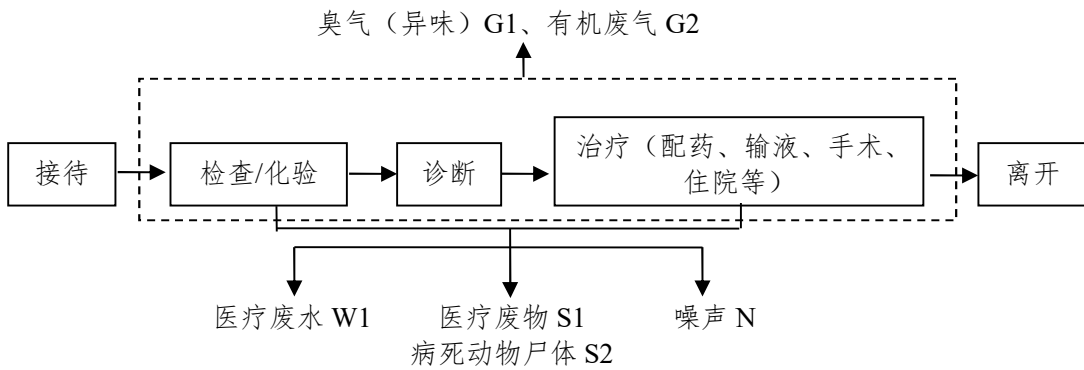 臭气（异味）G1、有机废气 G2
接待
检查/化验
诊断
治疗（配药、输液、手术、
住院等）
离开
医疗废水 W1
医疗废物 S1
病死动物尸体 S2
噪声 N